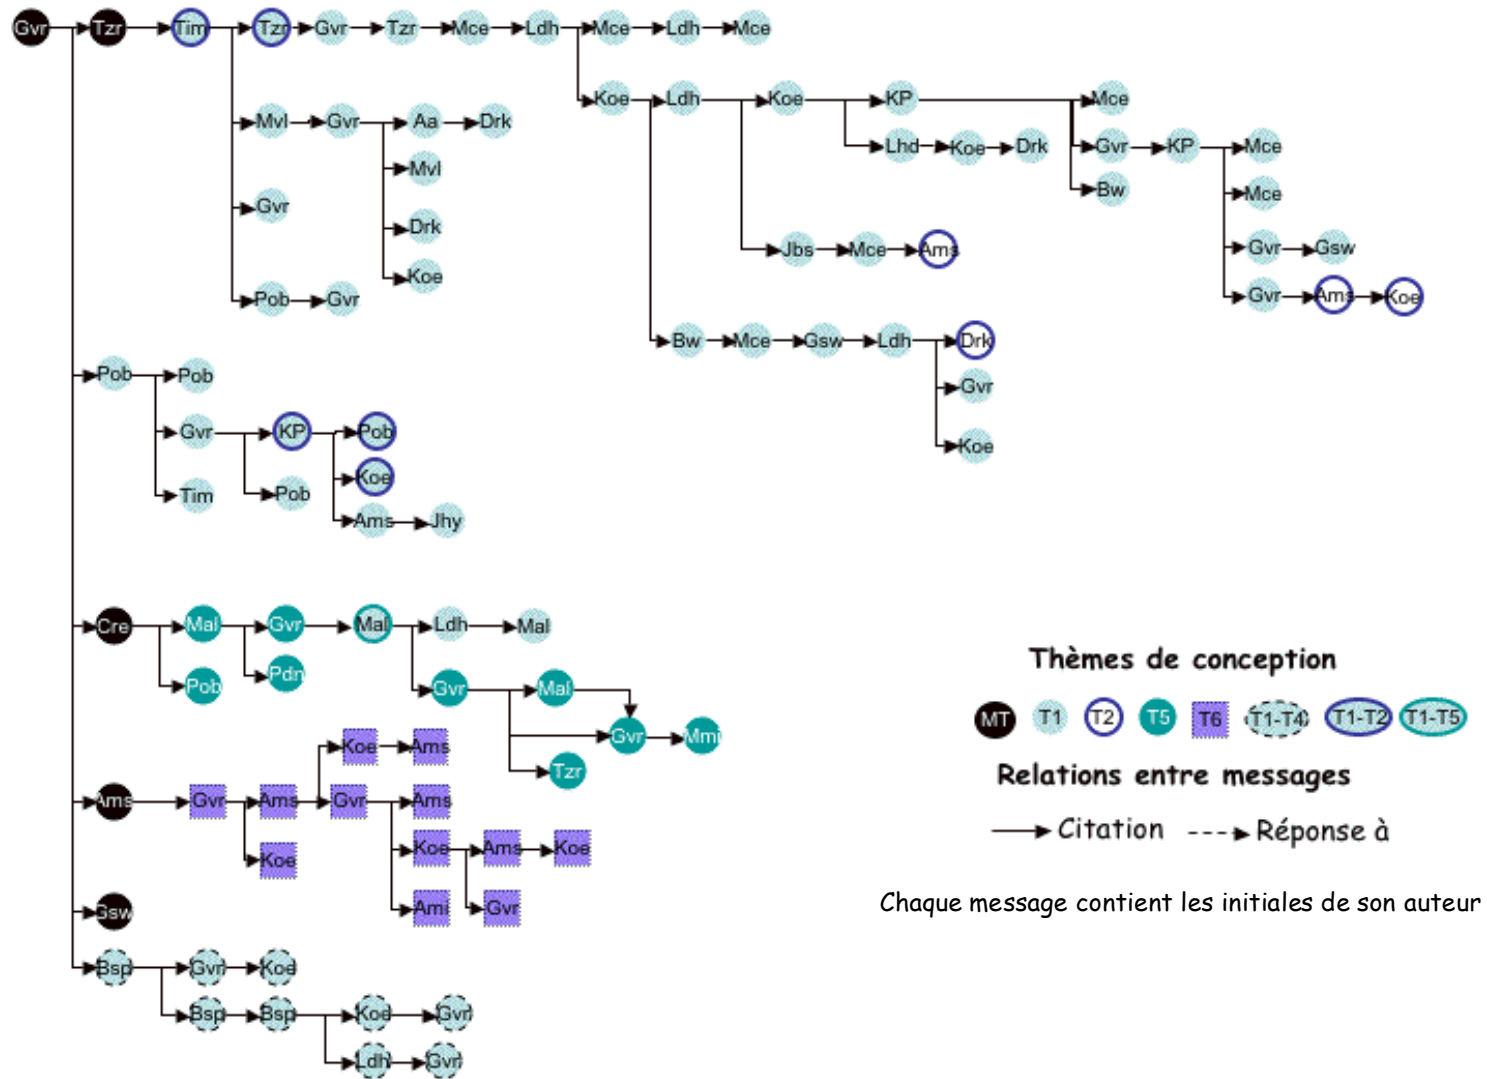 Gvr Tzr Tim Tzr Gvr Tzr Mce Ldh Mce Ldh Mce
Koe Ldh Koe KP Mce
Mvl Gvr Aa Drk
Lhd Koe Drk Gvr KP Mce
Mvl
Bw Mce
Gvr
Drk
Jbs Mce Ams Gvr Gsw
Koe
Pob Gvr
Gvr Ams Koe
Bw Mce Gsw Ldh Drk
Pob Pob
Gvr
Gvr KP Pob
Koe
Koe
Tim Pob
Ams Jhy
Cre Mal Gvr Mal Ldh Mal
Pob Pdn
Gvr Mal
Gvr Mmi
Tzr
Koe Ams
Ams Gvr Ams Gvr Ams
Koe Ams Koe
Koe
Ami Gvr
Gsw
Bsp Gvr Koe
Bsp Bsp Koe Gvr
Ldh Gvr
Thèmes de conception
MT T1 T2 T5 T6 T1-T4 T1-T2 T1-T5
Relations entre messages
Citation Réponse à
Chaque message contient les initiales de son auteur